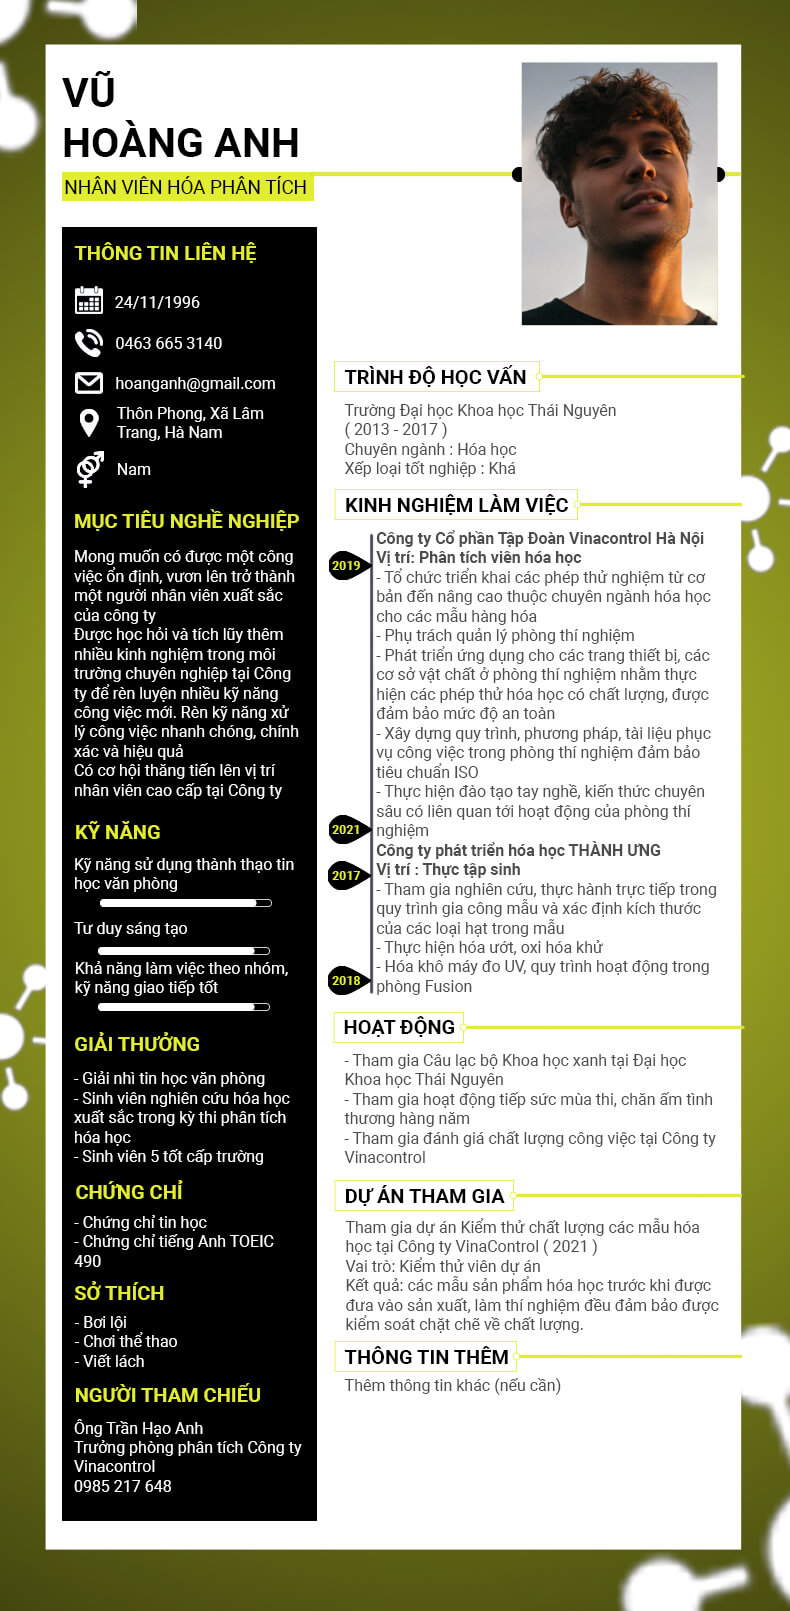 VŨ
HOÀNG ANH
NHÂN VIÊN HÓA PHÂN TÍCH
THÔNG TIN LIÊN HỆ
24/11/1996
0463 665 3140
hoanganh@gmail.com
Thôn Phong, Xã Lâm
Trang, Hà Nam
Nam
MỤC TIÊU NGHỀ NGHIỆP
Mong muốn có được một công
việc ổn định, vươn lên trở thành
một người nhân viên xuất sắc
của công ty
Được học hỏi và tích lũy thêm
nhiều kinh nghiệm trong môi
trường chuyên nghiệp tại Công
ty để rèn luyện nhiều kỹ năng
công việc mới. Rèn kỹ năng xử
lý công việc nhanh chóng, chính
xác và hiệu quả
Có cơ hội thăng tiến lên vị trí
nhân viên cao cấp tại Công ty
KỸ NĂNG
Kỹ năng sử dụng thành thạo tin
học văn phòng
Tư duy sáng tạo
Khả năng làm việc theo nhóm,
kỹ năng giao tiếp tốt
GIẢI THƯỞNG
- Giải nhì tin học văn phòng
- Sinh viên nghiên cứu hóa học
xuất sắc trong kỳ thi phân tích
hóa học
- Sinh viên 5 tốt cấp trường
CHỨNG CHỈ
- Chứng chỉ tin học
- Chứng chỉ tiếng Anh TOEIC
490
SỞ THÍCH
- Bơi lội
- Chơi thể thao
- Viết lách
NGƯỜI THAM CHIẾU
Ông Trần Hạo Anh
Trưởng phòng phân tích Công ty
Vinacontrol
0985 217 648
TRÌNH ĐỘ HỌC VẤN
Trường Đại học Khoa học Thái Nguyên
( 2013 - 2017 )
Chuyên ngành : Hóa học
Xếp loại tốt nghiệp : Khá
KINH NGHIỆM LÀM VIỆC
Công ty Cổ phần Tập Đoàn Vinacontrol Hà Nội
Vị trí: Phân tích viên hóa học
2019
- Tổ chức triển khai các phép thử nghiệm từ cơ
bản đến nâng cao thuộc chuyên ngành hóa học
cho các mẫu hàng hóa
- Phụ trách quản lý phòng thí nghiệm
- Phát triển ứng dụng cho các trang thiết bị, các
cơ sở vật chất ở phòng thí nghiệm nhằm thực
hiện các phép thử hóa học có chất lượng, được
đảm bảo mức độ an toàn
- Xây dựng quy trình, phương pháp, tài liệu phục
vụ công việc trong phòng thí nghiệm đảm bảo
tiêu chuẩn ISO
- Thực hiện đào tạo tay nghề, kiến thức chuyên
sâu có liên quan tới hoạt động của phòng thí
nghiệm
2021
Công ty phát triển hóa học THÀNH ƯNG
Vị trí : Thực tập sinh
2017
- Tham gia nghiên cứu, thực hành trực tiếp trong
quy trình gia công mẫu và xác định kích thước
của các loại hạt trong mẫu
- Thực hiện hóa ướt, oxi hóa khử
- Hóa khô máy đo UV, quy trình hoạt động trong
phòng Fusion
2018
HOẠT ĐỘNG
- Tham gia Câu lạc bộ Khoa học xanh tại Đại học
Khoa học Thái Nguyên
- Tham gia hoạt động tiếp sức mùa thi, chăn ấm tình
thương hàng năm
- Tham gia đánh giá chất lượng công việc tại Công ty
Vinacontrol
DỰ ÁN THAM GIA
Tham gia dự án Kiểm thử chất lượng các mẫu hóa
học tại Công ty VinaControl ( 2021 )
Vai trò: Kiểm thử viên dự án
Kết quả: các mẫu sản phẩm hóa học trước khi được
đưa vào sản xuất, làm thí nghiệm đều đảm bảo được
kiểm soát chặt chẽ về chất lượng.
THÔNG TIN THÊM
Thêm thông tin khác (nếu cần)